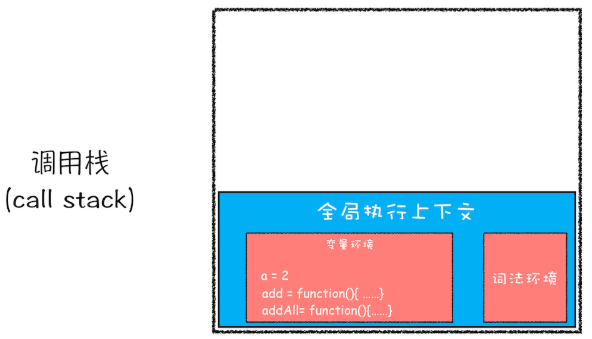 调用栈
(call stack)
全局执行上下文
变量环境
a = 2
add = function(){ ......}
addAll= function(){......}
词法环境